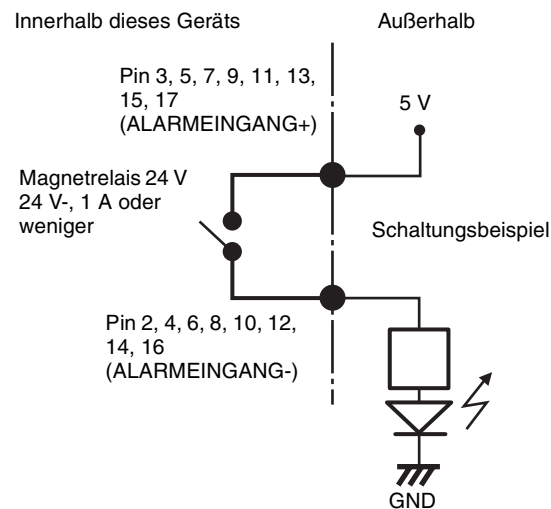 Innerhalb dieses Geräts
Außerhalb
Pin 3, 5, 7, 9, 11, 13,
15, 17
(ALARMEINGANG+)
5 V
Magnetrelais 24 V
24 V-, 1 A oder
weniger
Schaltungsbeispiel
Pin 2, 4, 6, 8, 10, 12,
14, 16
(ALARMEINGANG-)
GND